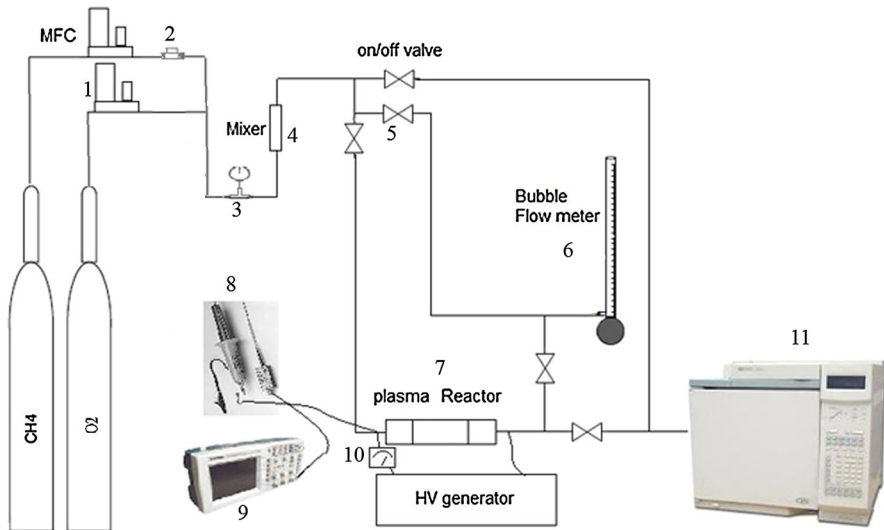 MFC
2
on/off valve
1
Mixer
4
5
3
Bubble
Flow meter
6
8
7
11
plasma Reactor
CH4
O2
10
HV generator
9